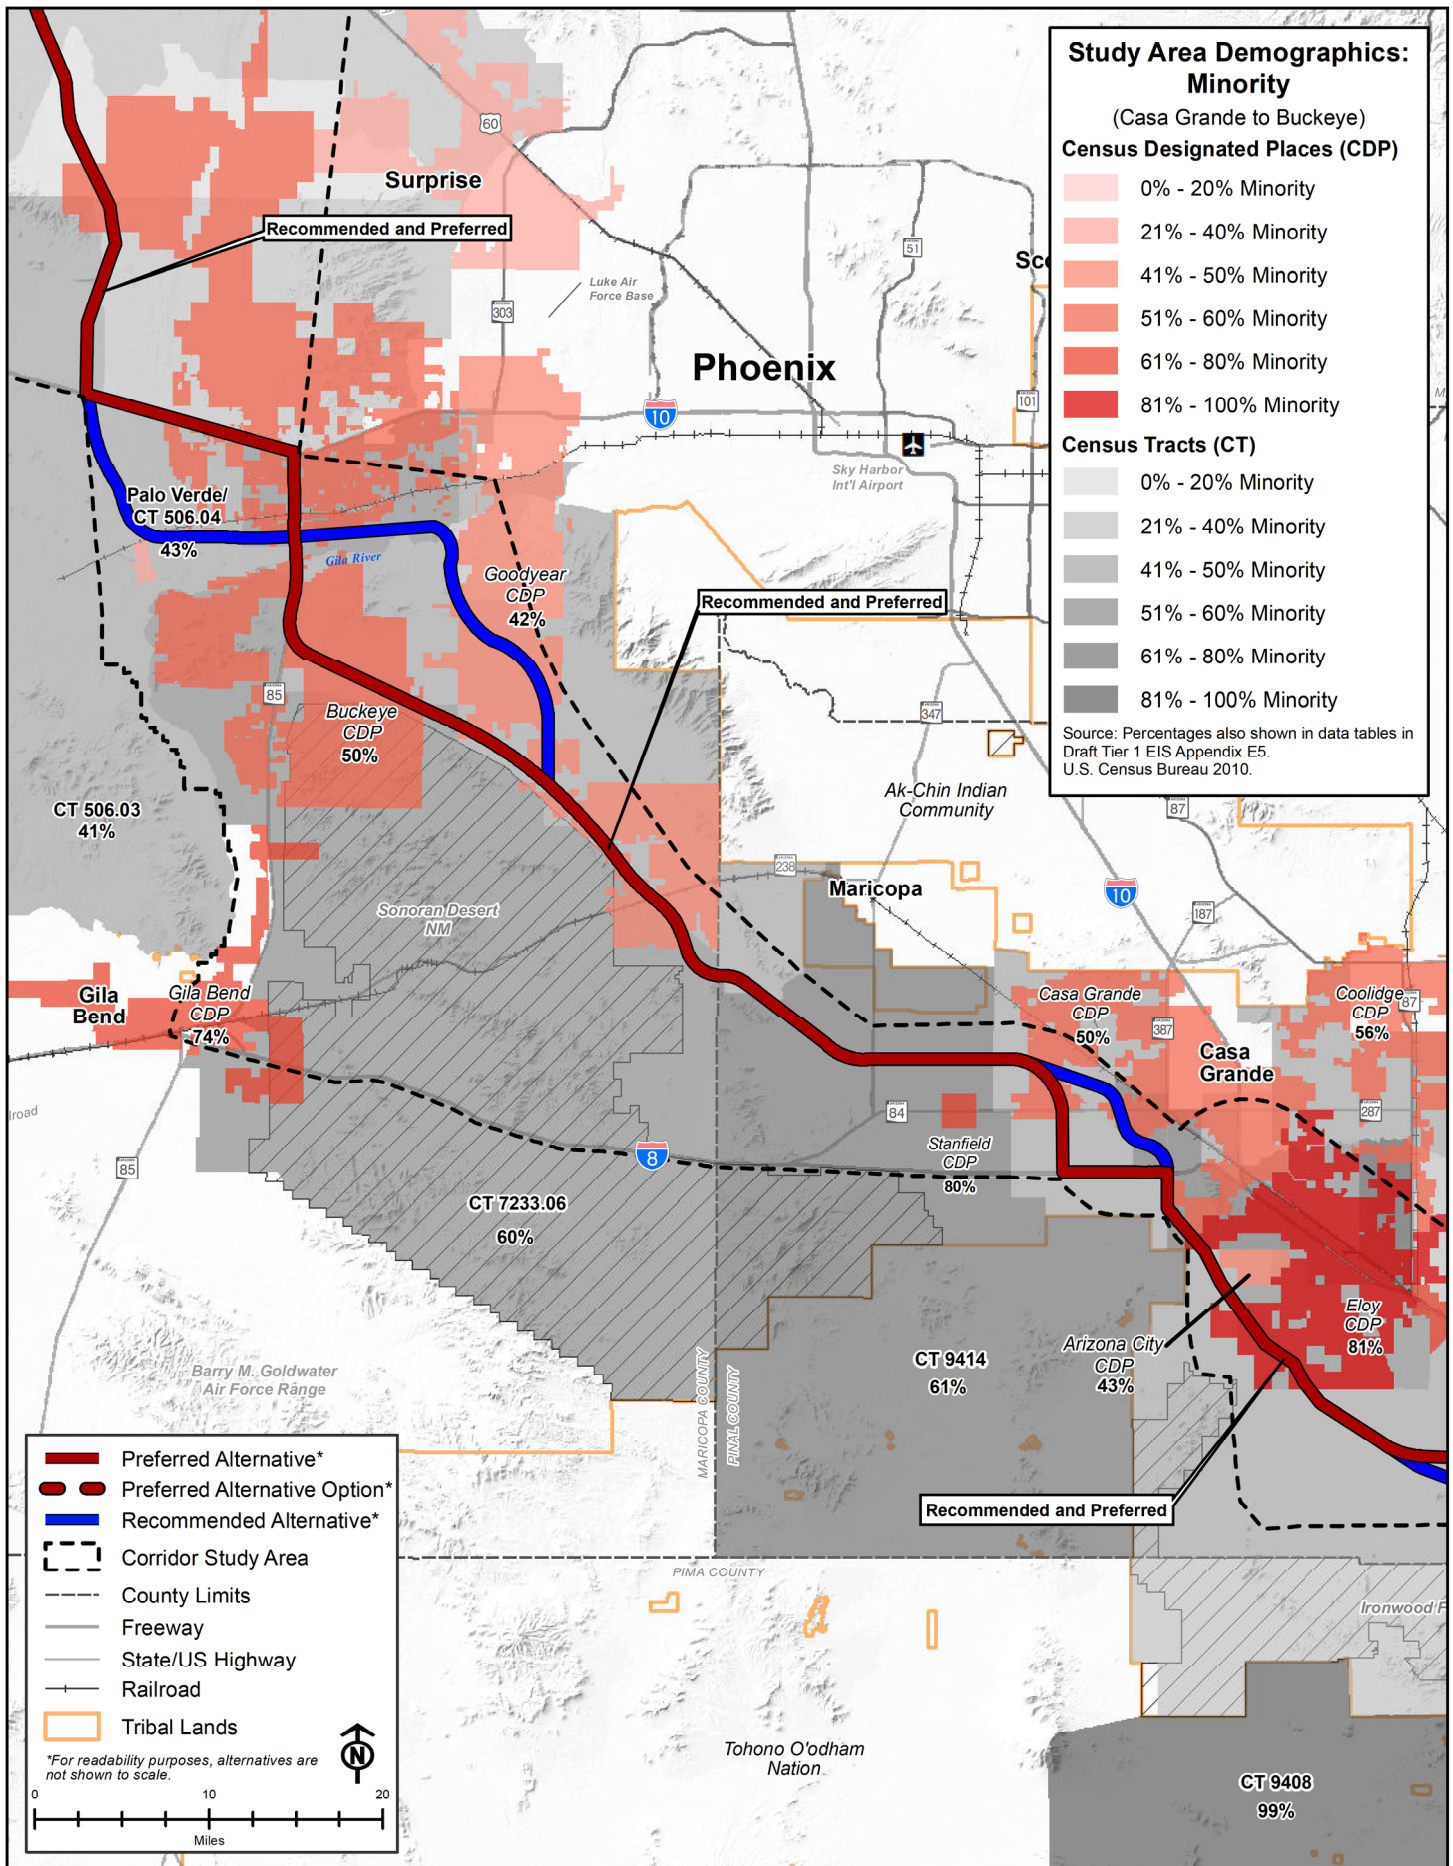 Study Area Demographics:
Minority
(Casa Grande to Buckeye)
Census Designated Places (CDP)
0% - 20% Minority
21% - 40% Minority
41% - 50% Minority
51% - 60% Minority
61% - 80% Minority
81% - 100% Minority
Census Tracts (CT)
0% - 20% Minority
21% - 40% Minority
41% - 50% Minority
51% - 60% Minority
61% - 80% Minority
81% - 100% Minority
Source: Percentages also shown in data tables in
Draft Tier 1 EIS Appendix E5.
U.S. Census Bureau 2010.
60
Surprise
Recommended and Preferred
51
Luke Air
Force Base
303
Phoenix
101
10
Sky Harbor
Int'l Airport
Palo Verde/
CT 506.04
43%
Gila River
Goodyear
CDP
42%
Recommended and Preferred
85
Buckeye
CDP
50%
347
CT 506.03
41%
Ak-Chin Indian
Community
87
238
Maricopa
10
187
Sonoran Desert
NM
Gila
Bend
Gila Bend
CDP
74%
Casa Grande
CDP
50%
387
Coolidge
CDP
56%
87
Casa
Grande
84
287
lroad
85
8
Stanfield
CDP
80%
CT 7233.06
60%
Eloy
CDP
81%
Arizona City
CDP
43%
CT 9414
61%
Barry M. Goldwater
Air Force Range
MARICOPA COUNTY
PINAL COUNTY
Recommended and Preferred
PIMA COUNTY
Ironwood F
Tohono O'odham
Nation
CT 9408
99%
Preferred Alternative*
Preferred Alternative Option*
Recommended Alternative*
Corridor Study Area
County Limits
Freeway
State/US Highway
Railroad
Tribal Lands
*For readability purposes, alternatives are
not shown to scale.
N
0 10 20
Miles